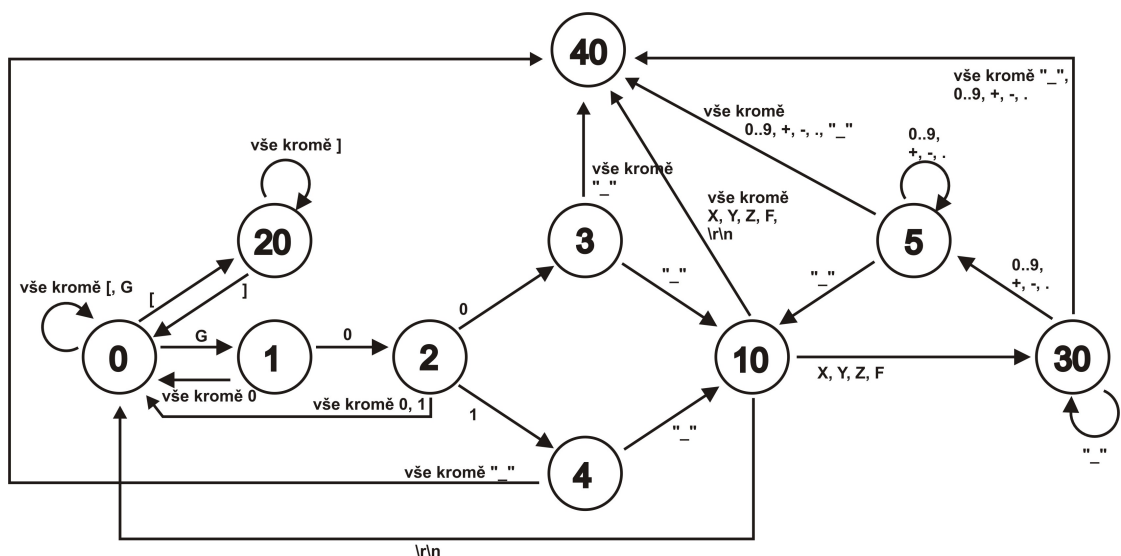 40
vše kromě "_",
0..9, +, -, .
vše kromě
0..9, +, -, ., "_"
0..9,
+, -, .
vše kromě ]
vše kromě
"_"
vše kromě
X, Y, Z, F,
\r\n
20
3
5
vše kromě [, G
[
]
"_"
"_"
0..9,
+, -, .
0
G
0
0
1
2
10
30
X, Y, Z, F
vše kromě 0
vše kromě 0, 1
1
"_"
"_"
4
vše kromě "_"
\r\n